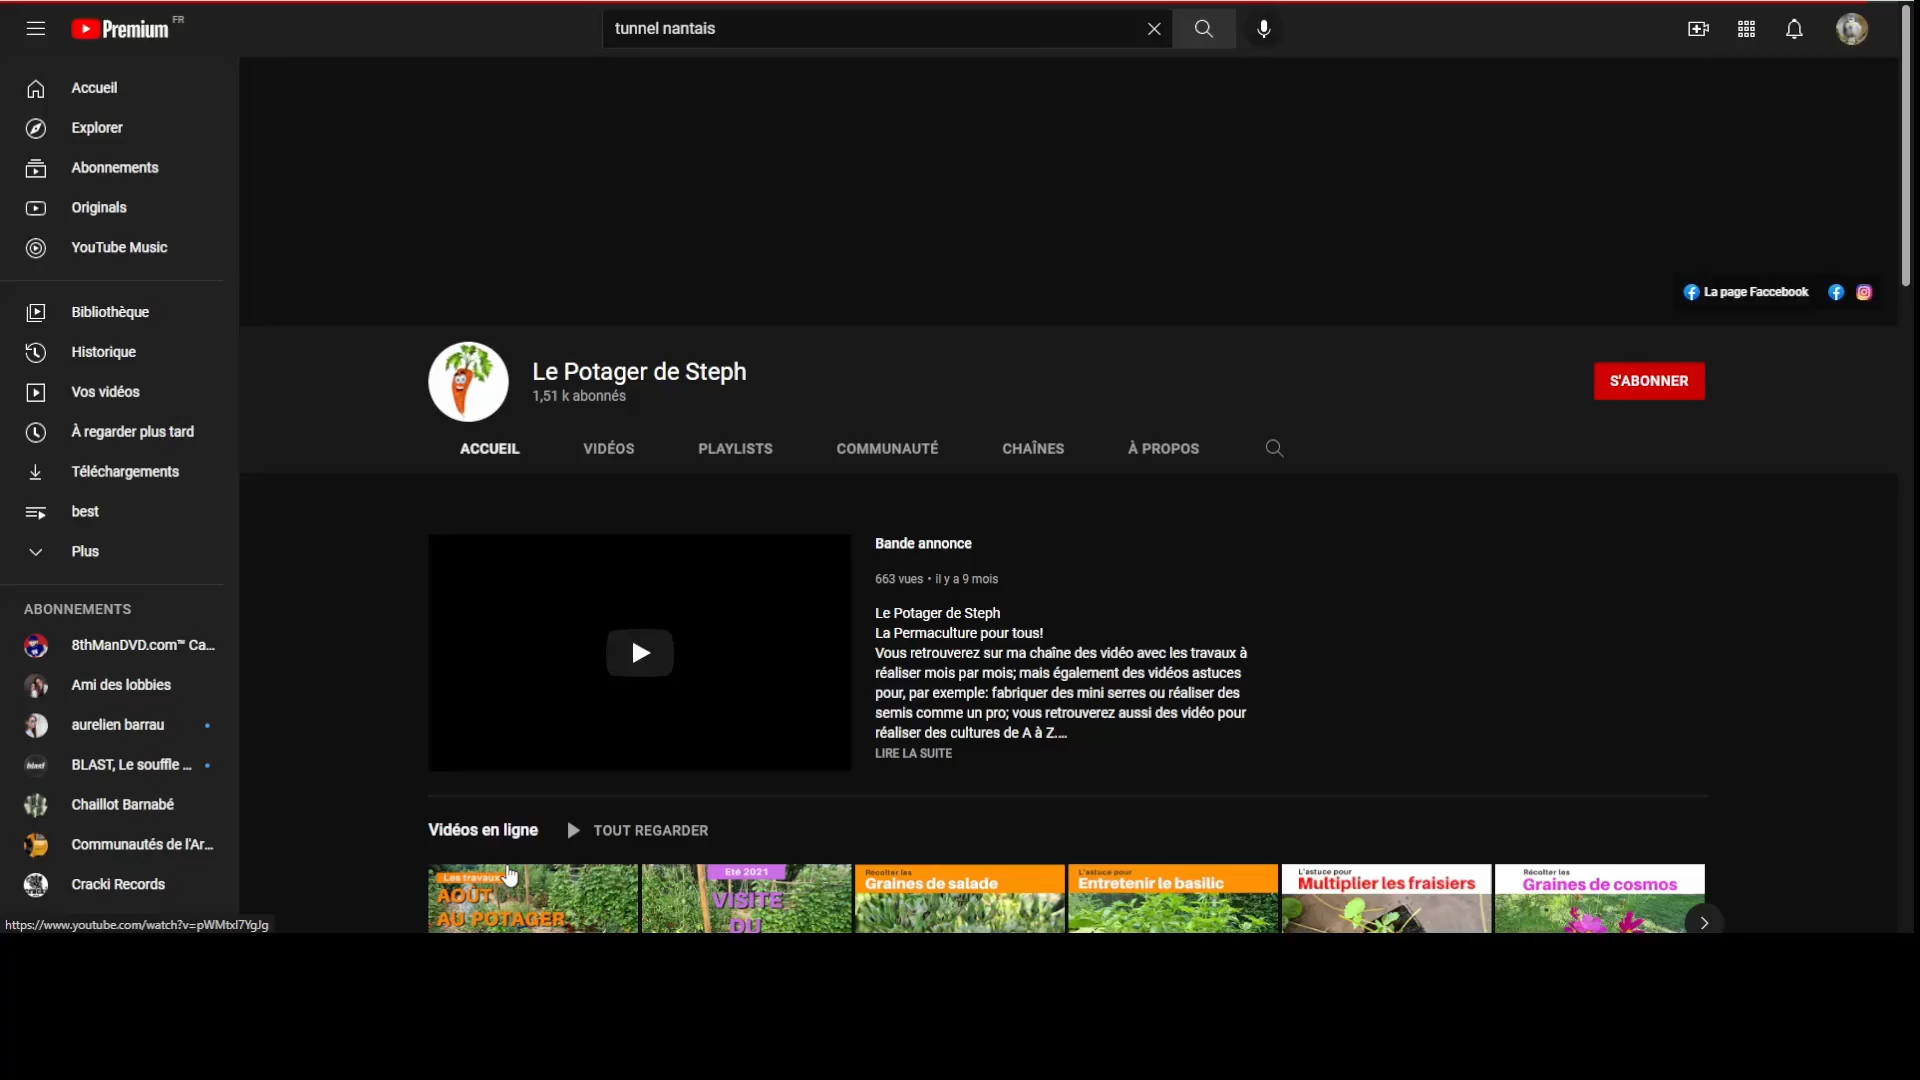 Premium FR
tunnel nantais
Accueil
Explorer
Abonnements
Originals
YouTube Music
Bibliothèque
Historique
Vos vidéos
À regarder plus tard
Téléchargements
best
Plus
ABONNEMENTS
8thManDVD.com™ Ca...
Ami des lobbies
aurelien barrau
BLAST, Le souffle ...
Chaillot Barnabé
Communautés de l'Ar...
Cracki Records
https://www.youtube.com/watch?v=pWMtxI7YgJg
La page Faccebook
Le Potager de Steph
1,51 k abonnés
S'ABONNER
ACCUEIL
VIDÉOS
PLAYLISTS
COMMUNAUTÉ
CHAÎNES
À PROPOS
Bande annonce
663 vues • il y a 9 mois
Le Potager de Steph
La Permaculture pour tous!
Vous retrouverez sur ma chaîne des vidéo avec les travaux à
réaliser mois par mois; mais également des vidéos astuces
pour, par exemple: fabriquer des mini serres ou réaliser des
semis comme un pro; vous retrouverez aussi des vidéo pour
réaliser des cultures de A à Z....
LIRE LA SUITE
Vidéos en ligne
TOUT REGARDER
Les travaux
AOÛT
AU POTAGER
Eté 2021
VISITE
DU
Récolter les
Graines de salade
L'astuce pour
Entretenir le basilic
L'astuce pour
Multiplier les fraisiers
Récolter les
Graines de cosmos